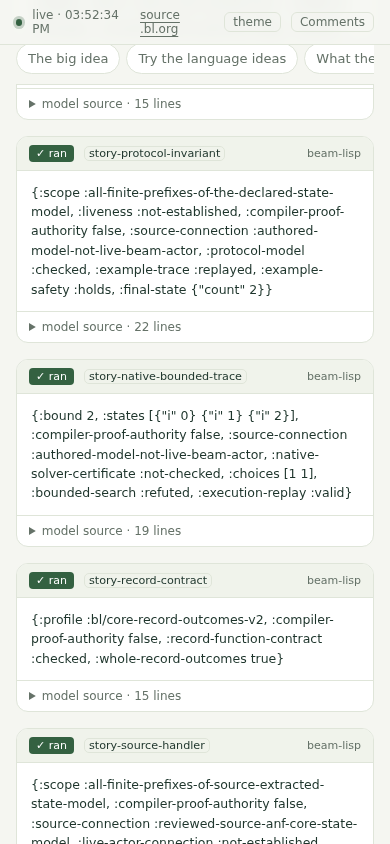 live · 03:52:34
PM
source
.bl.org
theme
Comments
The big idea
Try the language ideas
What the
model source · 15 lines
✓ ran
story-protocol-invariant
beam-lisp
{:scope :all-finite-prefixes-of-the-declared-state-
model, :liveness :not-established, :compiler-proof-
authority false, :source-connection :authored-
model-not-live-beam-actor, :protocol-model
:checked, :example-trace :replayed, :example-
safety :holds, :final-state {"count" 2}}
model source · 22 lines
✓ ran
story-native-bounded-trace
beam-lisp
{:bound 2, :states [{"i" 0} {"i" 1} {"i" 2}],
:compiler-proof-authority false, :source-connection
:authored-model-not-live-beam-actor, :native-
solver-certificate :not-checked, :choices [1 1],
:bounded-search :refuted, :execution-replay :valid}
model source · 19 lines
✓ ran
story-record-contract
beam-lisp
{:profile :bl/core-record-outcomes-v2, :compiler-
proof-authority false, :record-function-contract
:checked, :whole-record-outcomes true}
model source · 15 lines
✓ ran
story-source-handler
beam-lisp
{:scope :all-finite-prefixes-of-source-extracted-
state-model, :compiler-proof-authority false,
:source-connection :reviewed-source-anf-core-state-
model, :live-actor-connection :not-established,